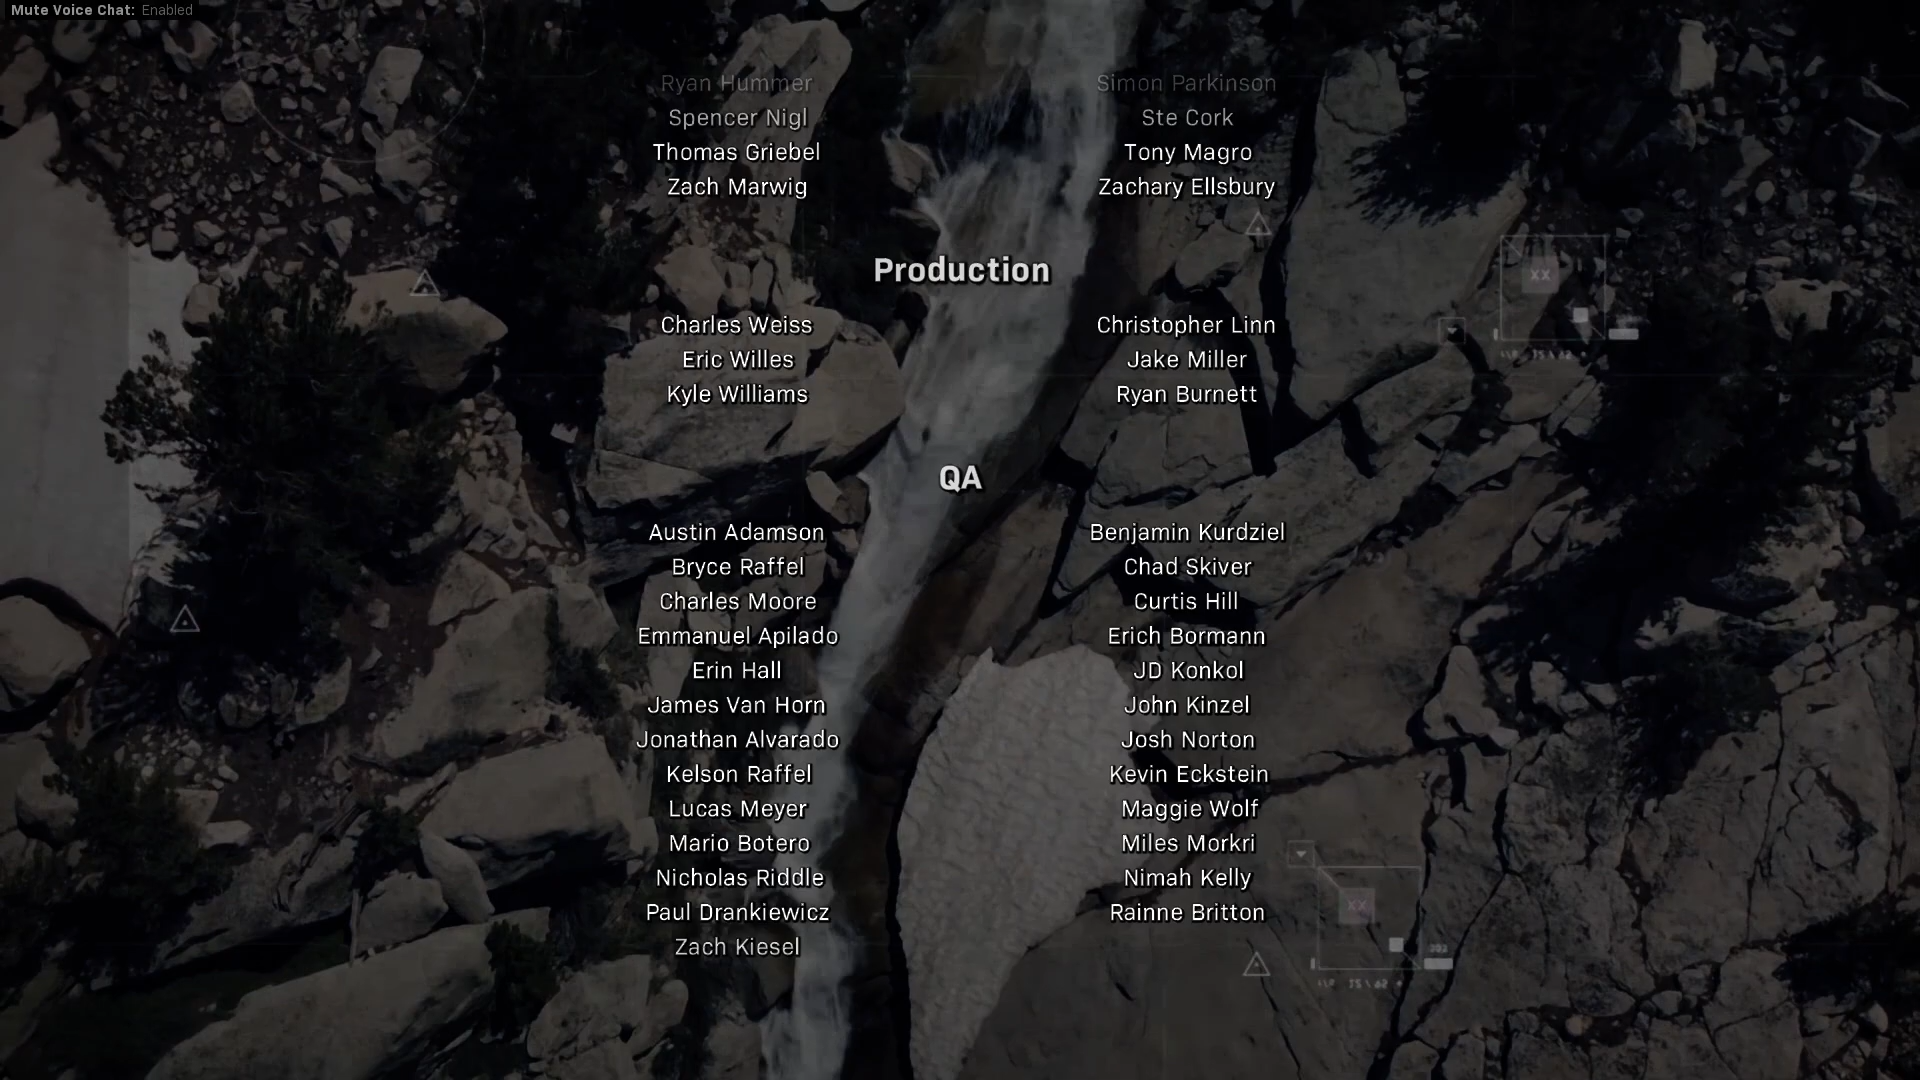 Mute Voice Chat: Enabled
Ryan Hummer Simon Parkinson
Spencer Nigl Ste Cork
Thomas Griebel Tony Magro
Zach Marwig Zachary Ellsbury
Production
Charles Weiss Christopher Linn
Eric Willes Jake Miller
Kyle Williams Ryan Burnett
QA
Austin Adamson Benjamin Kurdziel
Bryce Raffel Chad Skiver
Charles Moore Curtis Hill
Emmanuel Apilado Erich Bormann
Erin Hall JD Konkol
James Van Horn John Kinzel
Jonathan Alvarado Josh Norton
Kelson Raffel Kevin Eckstein
Lucas Meyer Maggie Wolf
Mario Botero Miles Morkri
Nicholas Riddle Nimah Kelly
Paul Drankiewicz Rainne Britton
Zach Kiesel
XX
XX